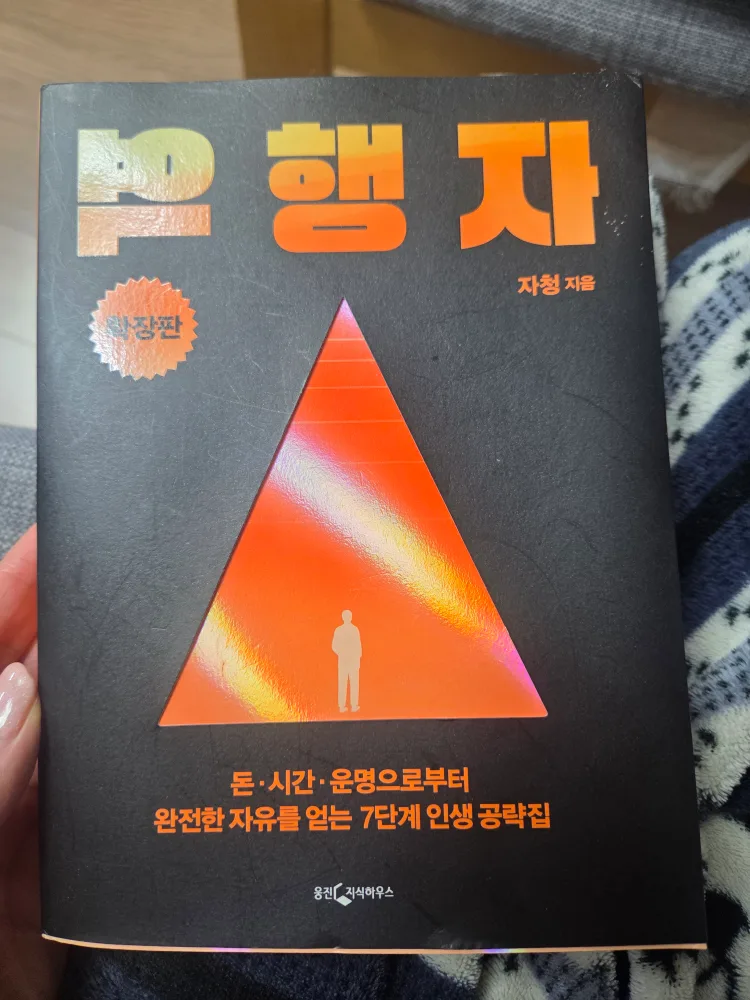 역행자
자청 지음
확장판
돈·시간·운명으로부터
완전한 자유를 얻는 7단계 인생 공략집
웅진 지식하우스